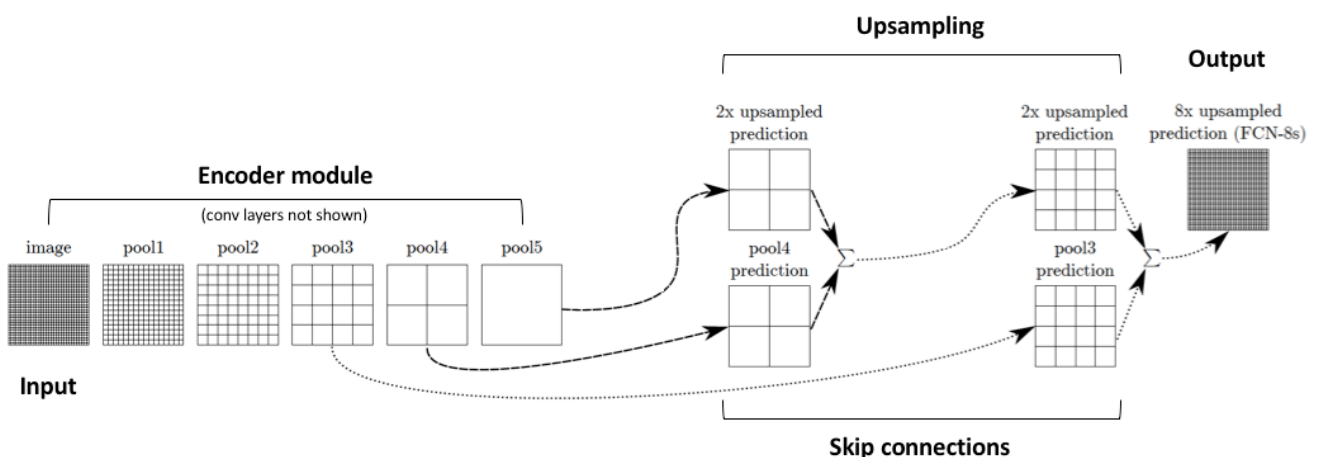 Upsampling
Output
2x upsampled
prediction
2x upsampled
prediction
8x upsampled
prediction (FCN-8s)
Encoder module
(conv layers not shown)
image
pool1
pool2
pool3
pool4
pool5
pool4
prediction
Σ
pool3
prediction
Σ
Input
Skip connections